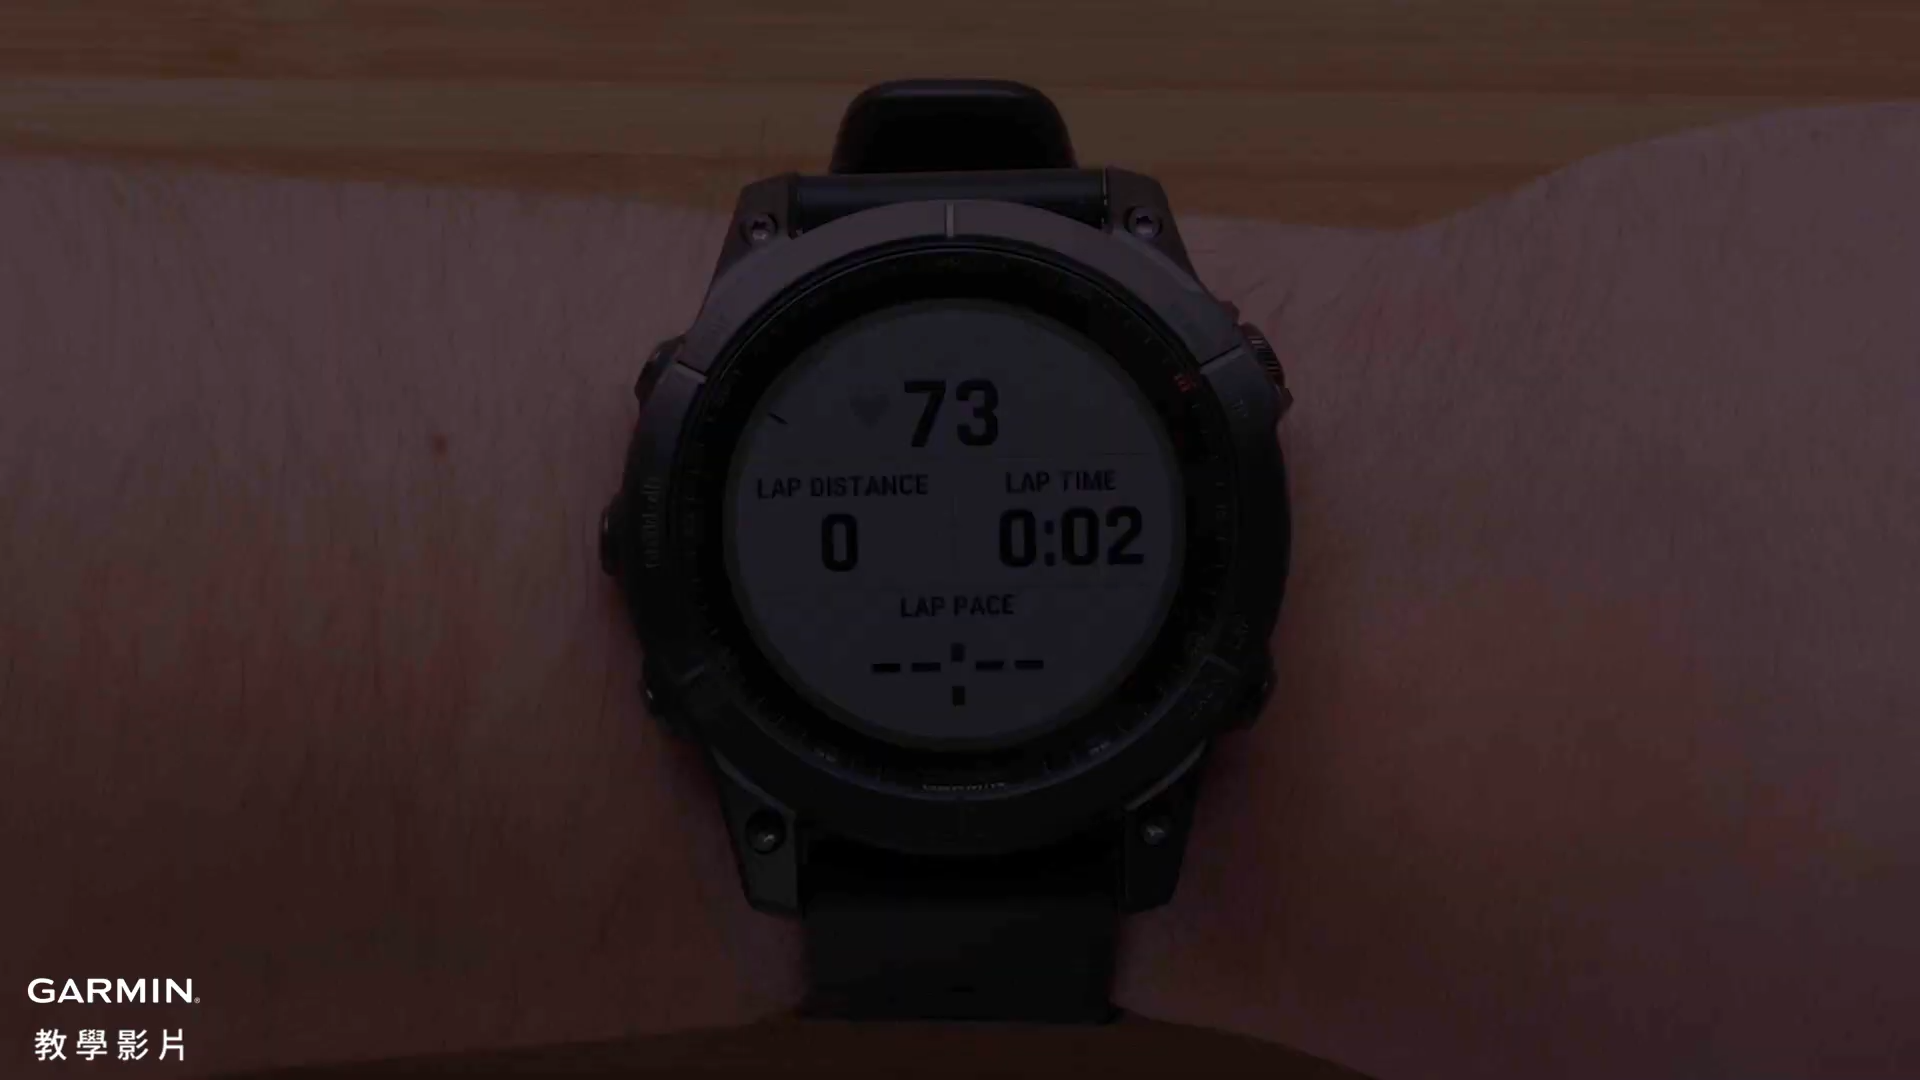 73
LAP DISTANCE
LAP TIME
0
0:02
LAP PACE
--:--
GARMIN®
教學影片